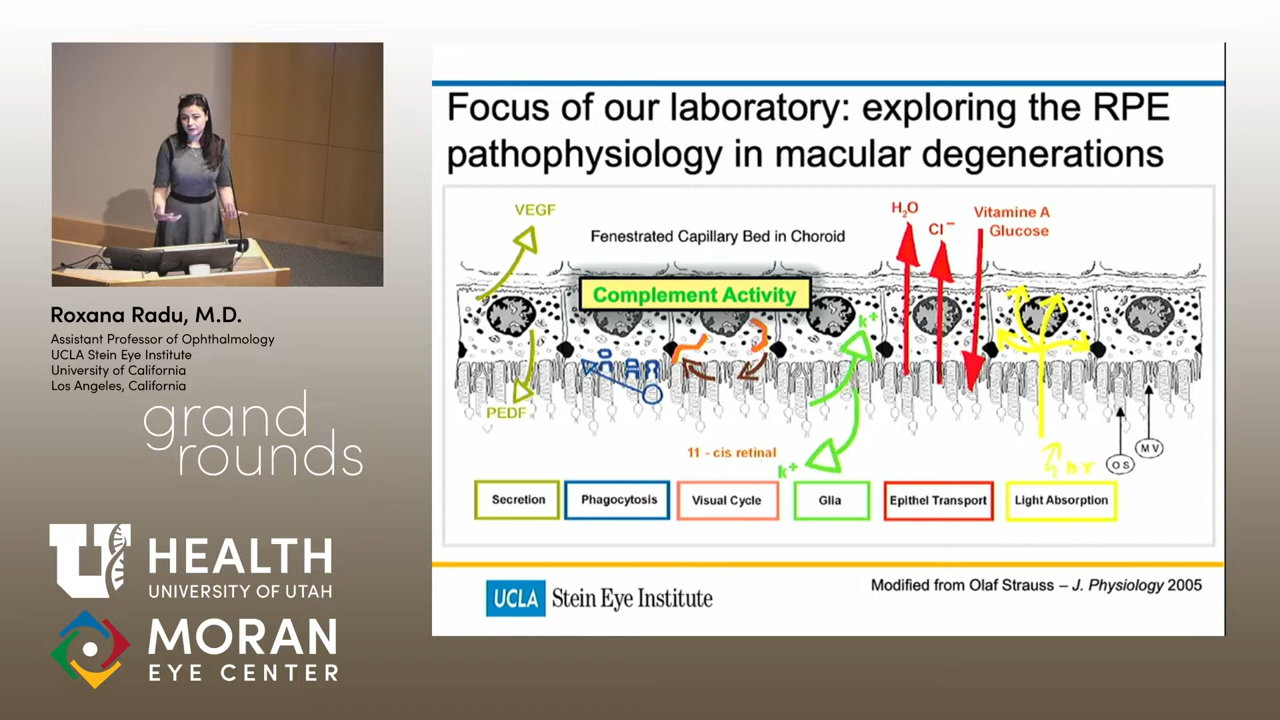 Roxana Radu, M.D.
Assistant Professor of Ophthalmology
UCLA Stein Eye Institute
University of California
Los Angeles, California
grand
rounds
U HEALTH
UNIVERSITY OF UTAH
MORAN
EYE CENTER
Focus of our laboratory: exploring the RPE
pathophysiology in macular degenerations
VEGF
Fenestrated Capillary Bed in Choroid
H2O
Cl–
Vitamine A
Glucose
Complement Activity
k+
PEDF
11 - cis retinal
k+
OS
MV
Secretion
Phagocytosis
Visual Cycle
Glia
Epithel Transport
Light Absorption
UCLA Stein Eye Institute
Modified from Olaf Strauss – J. Physiology 2005